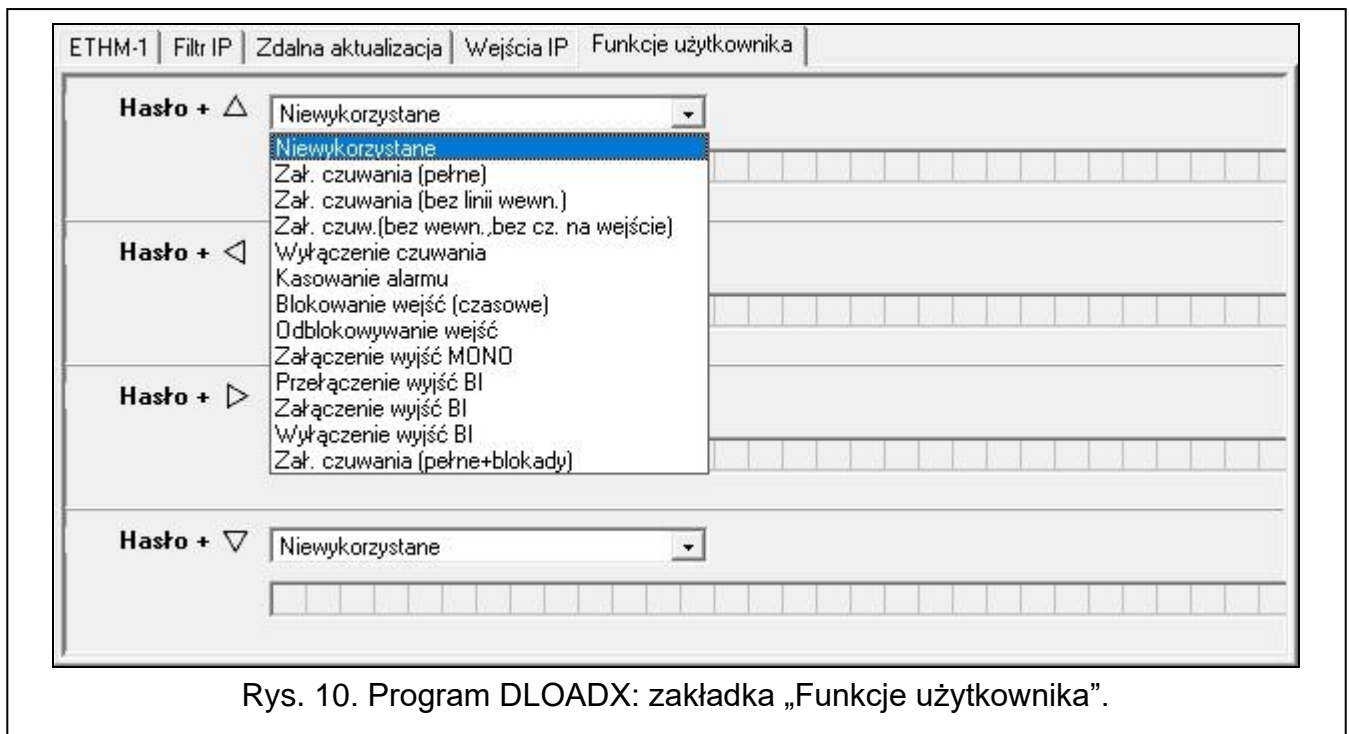 ETHM-1 Filtr IP Zdalna aktualizacja Wejścia IP Funkcje użytkownika
Hasło + △ Niewykorzystane
Niewykorzystane
Zał. czuwania (pełne)
Zał. czuwania (bez linii wewn.)
Zał. czuw.(bez wewn.,bez cz. na wejście)
Hasło + ◁
Wyłączenie czuwania
Kasowanie alarmu
Blokowanie wejść (czasowe)
Odblokowywanie wejść
Załączenie wyjść MONO
Przełączenie wyjść BI
Hasło + ▷
Załączenie wyjść BI
Wyłączenie wyjść BI
Zał. czuwania (pełne+blokady)
Hasło + ▽ Niewykorzystane
Rys. 10. Program DLOADX: zakładka „Funkcje użytkownika”.